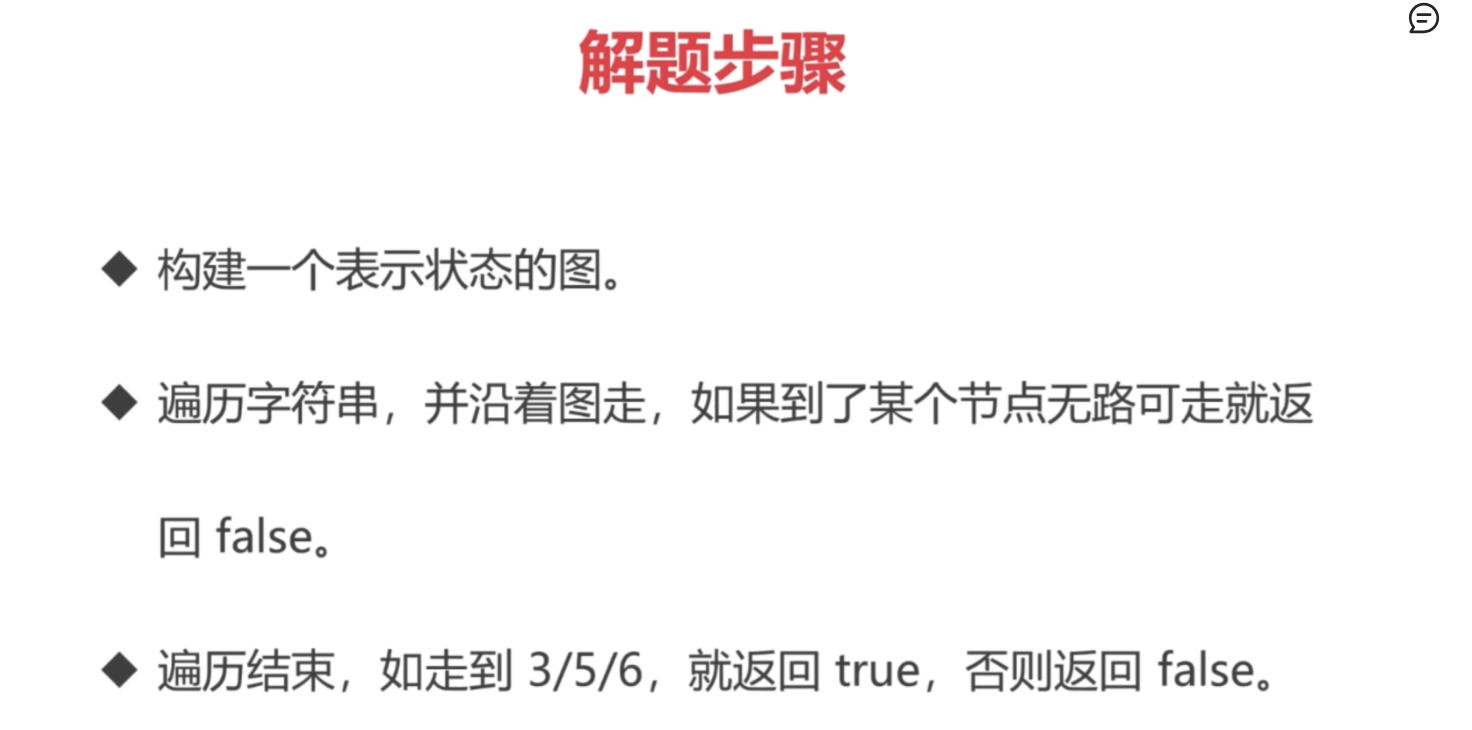 解题步骤
◆ 构建一个表示状态的图。
◆ 遍历字符串，并沿着图走，如果到了某个节点无路可走就返
回 false。
◆ 遍历结束，如走到 3/5/6，就返回 true，否则返回 false。